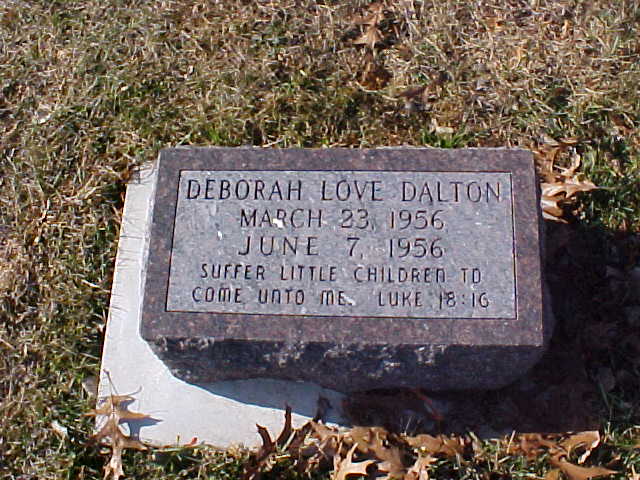 DEBORAH LOVE DALTON
MARCH 23, 1956
JUNE 7, 1956
SUFFER LITTLE CHILDREN TO
COME UNTO ME. LUKE 18:16